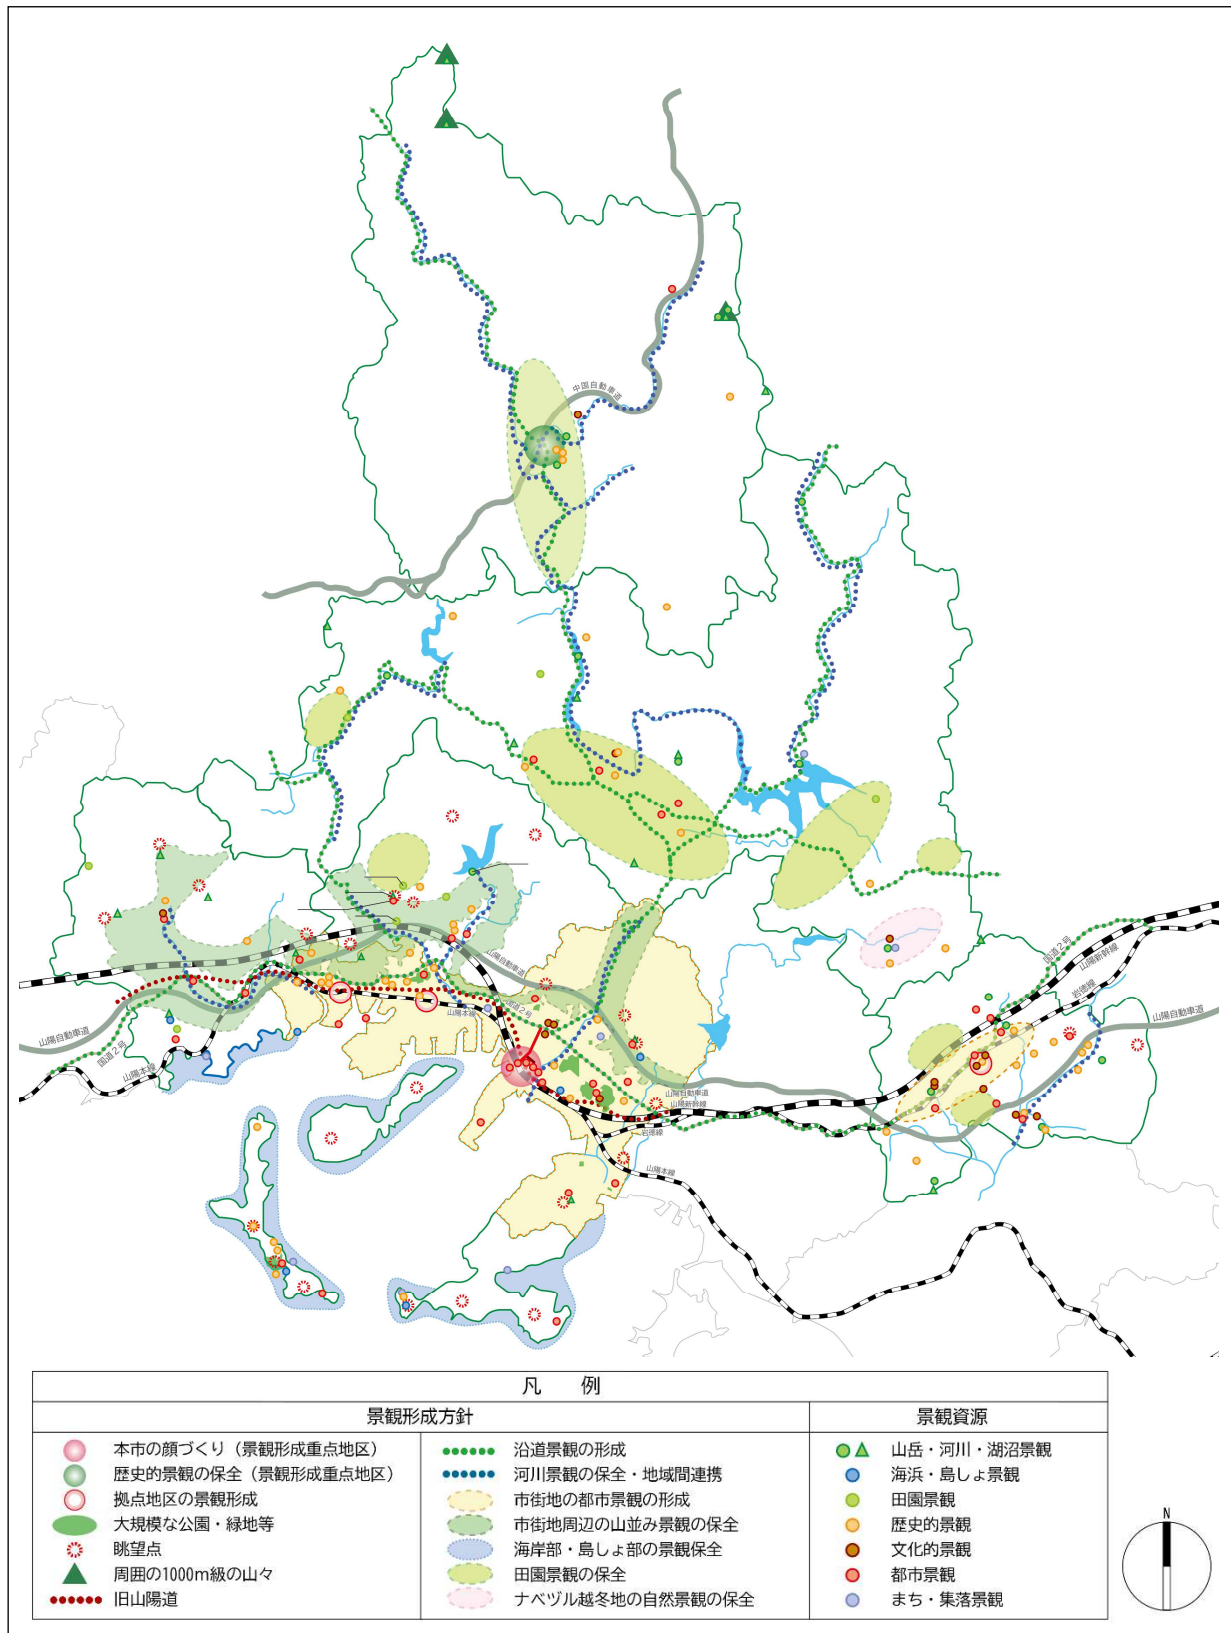 中国自動車道
国道2号
山陽新幹線
岩徳線
山陽自動車道
山陽自動車道
国道2号
山陽本線
山陽自動車道
国道2号
山陽本線
山陽自動車道
山陽新幹線
岩徳線
山陽本線
凡　例
景観形成方針
景観資源
本市の顔づくり（景観形成重点地区）
歴史的景観の保全（景観形成重点地区）
拠点地区の景観形成
大規模な公園・緑地等
眺望点
周囲の1000m級の山々
旧山陽道
沿道景観の形成
河川景観の保全・地域間連携
市街地の都市景観の形成
市街地周辺の山並み景観の保全
海岸部・島しょ部の景観保全
田園景観の保全
ナベヅル越冬地の自然景観の保全
山岳・河川・湖沼景観
海浜・島しょ景観
田園景観
歴史的景観
文化的景観
都市景観
まち・集落景観
N